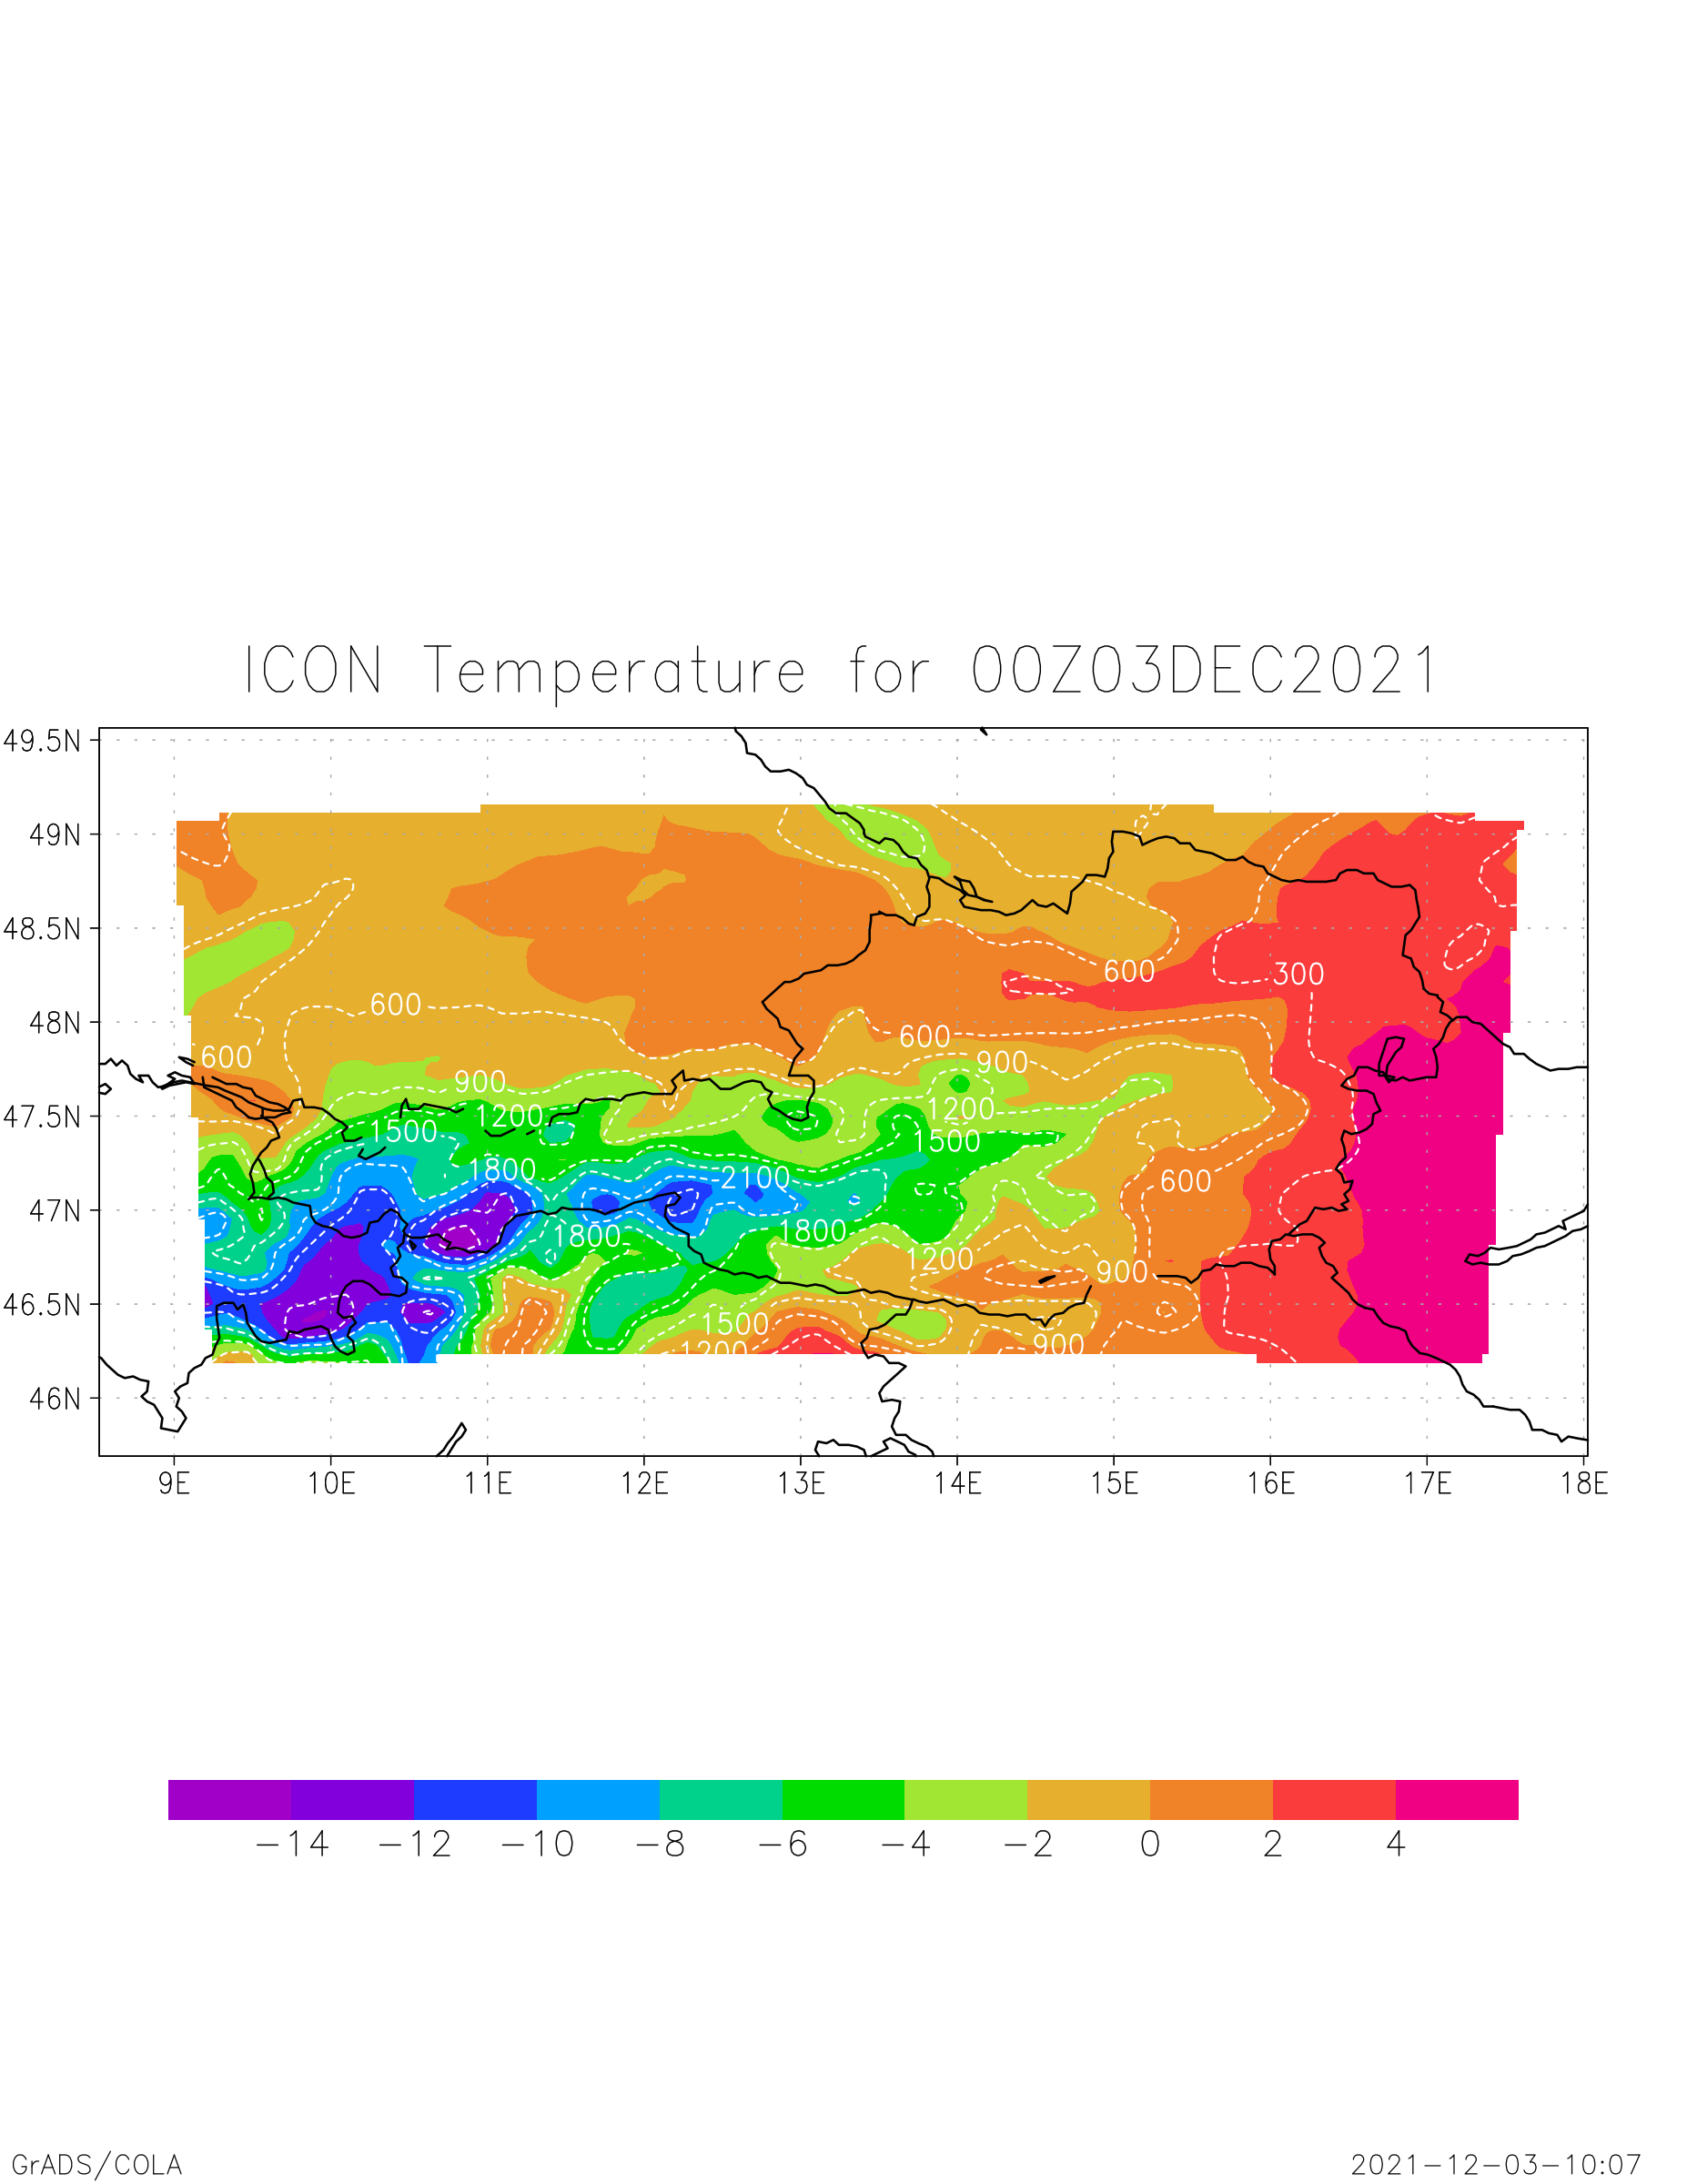 ICON Temperature for 00Z03DEC2021
49.5N
49N
48.5N
48N
47.5N
47N
46.5N
46N
600
300
600
600
600
900
900
1200
1200
1500
1500
1800
2100
600
1800
1800
1200
900
1500
900
1200
9E 10E 11E 12E 13E 14E 15E 16E 17E 18E
-14 -12 -10 -8 -6 -4 -2 0 2 4
GrADS/COLA
2021-12-03-10:07